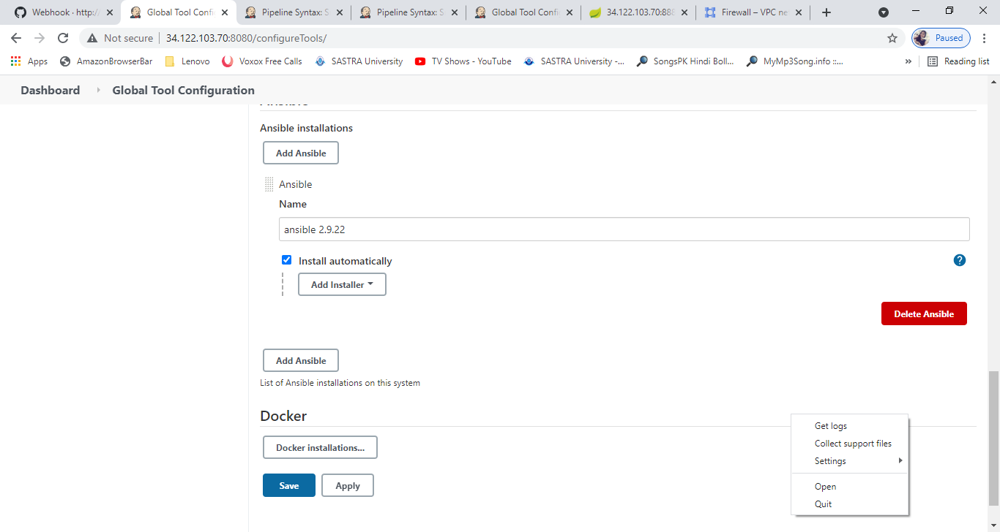 Webhook · http:/
Global Tool Confi
Pipeline Syntax: S
Pipeline Syntax: S
Global Tool Confi
34.122.103.70:888
Firewall – VPC ne
Not secure
34.122.103.70:8080/configureTools/
Paused
Apps
AmazonBrowserBar
Lenovo
Voxox Free Calls
SASTRA University
TV Shows - YouTube
SASTRA University -...
SongsPK Hindi Boll...
MyMp3Song.info ::...
»
Reading list
Dashboard
Global Tool Configuration
Ansible
Ansible installations
Add Ansible
Ansible
Name
ansible 2.9.22
Install automatically
?
Add Installer
Delete Ansible
Add Ansible
List of Ansible installations on this system
Docker
Docker installations...
Save
Apply
Get logs
Collect support files
Settings
Open
Quit